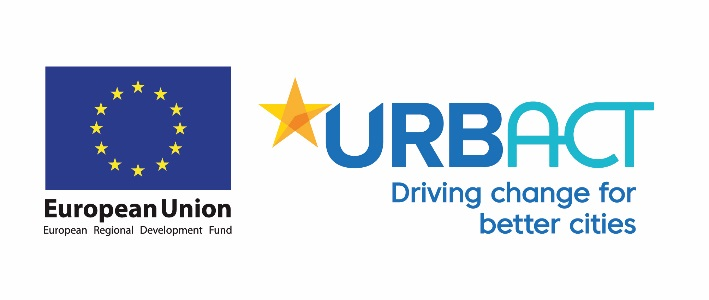 European Union
European Regional Development Fund
URBACT
Driving change for
better cities